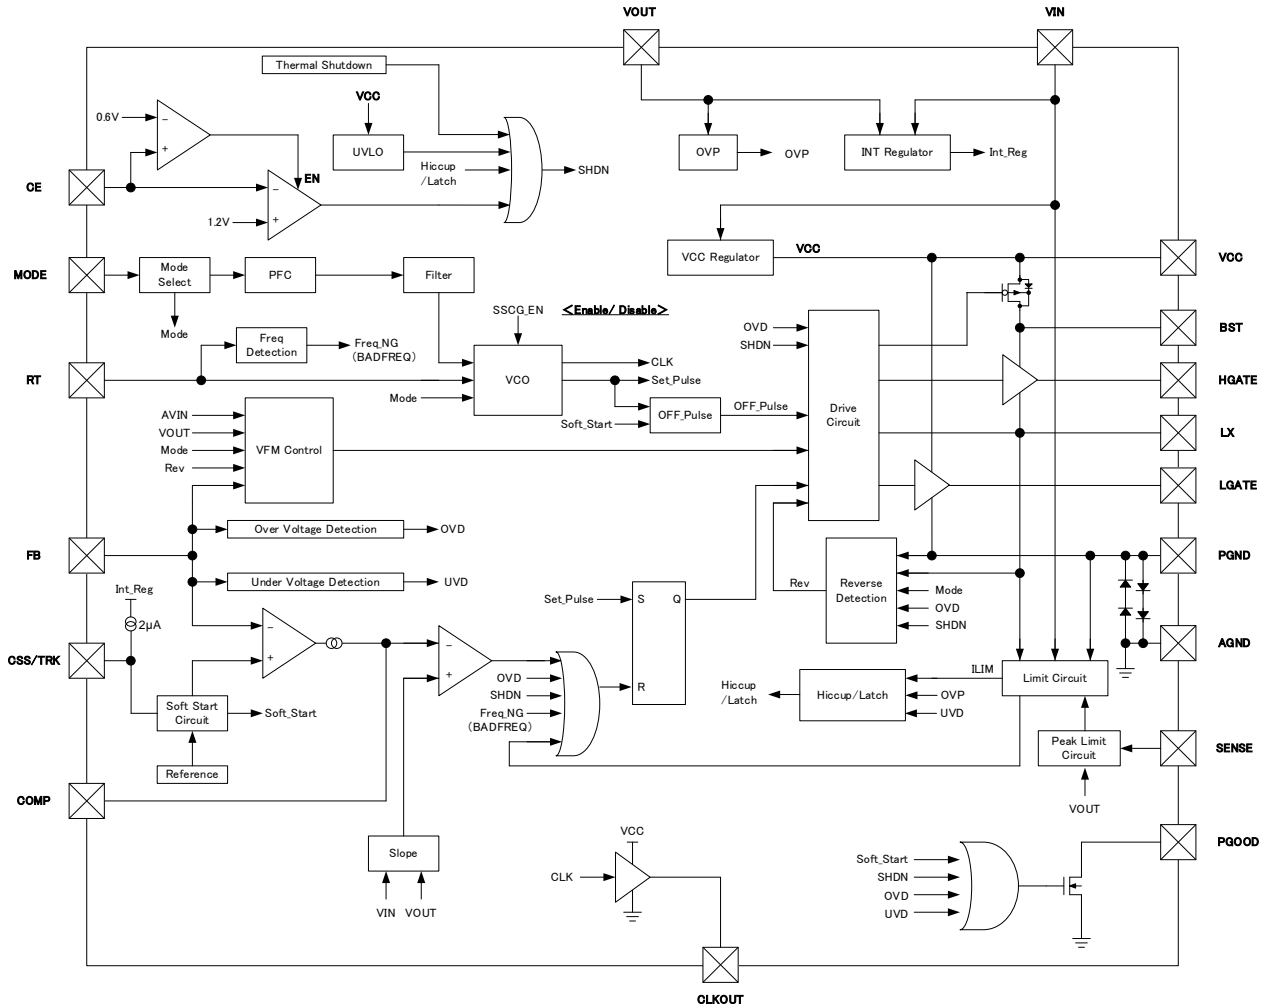 VOUT
VIN
Thermal Shutdown
VCC
0.6V
−
+
UVLO
Hiccup
/Latch
SHDN
OVP
OVP
INT Regulator
Int_Reg
CE
EN
−
1.2V
+
VCC Regulator
VCC
VCC
MODE
Mode
Select
PFC
Filter
Mode
SSCG_EN
<Enable/ Disable>
OVD
SHDN
BST
Freq
Detection
Freq_NG
(BADFREQ)
RT
VCO
CLK
Set_Pulse
Mode
HGATE
AVIN
VOUT
Mode
Rev
VFM Control
Soft_Start
OFF_Pulse
OFF_Pulse
Drive
Circuit
LX
LGATE
Over Voltage Detection
OVD
FB
PGND
Under Voltage Detection
UVD
Int_Reg
2μA
Set_Pulse
S
Q
R
Rev
Reverse
Detection
Mode
OVD
SHDN
−
+
−
+
AGND
CSS/TRK
OVD
SHDN
Freq_NG
(BADFREQ)
Soft Start
Circuit
Soft_Start
Reference
Hiccup
/Latch
Hiccup/Latch
ILIM
OVP
UVD
Limit Circuit
Peak Limit
Circuit
SENSE
VOUT
COMP
Slope
VIN
VOUT
VCC
CLK
CLKOUT
Soft_Start
SHDN
OVD
UVD
PGOOD